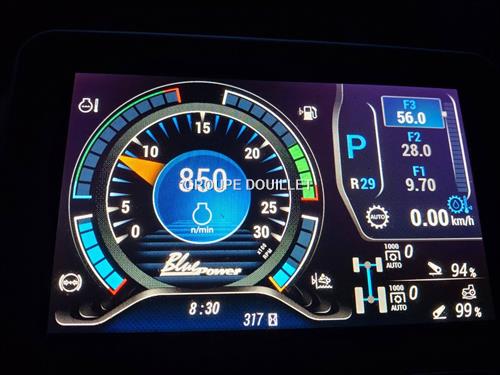 15
10
20
5
25
0
30
850
n/min
x100
RPM
GROUPE DOUILLET
Blue Power
8:30
317
F3
56.0
F2
28.0
F1
9.70
P
R29
AUTO
0.00 km/h
1000
0
AUTO
94%
1000
0
AUTO
99%